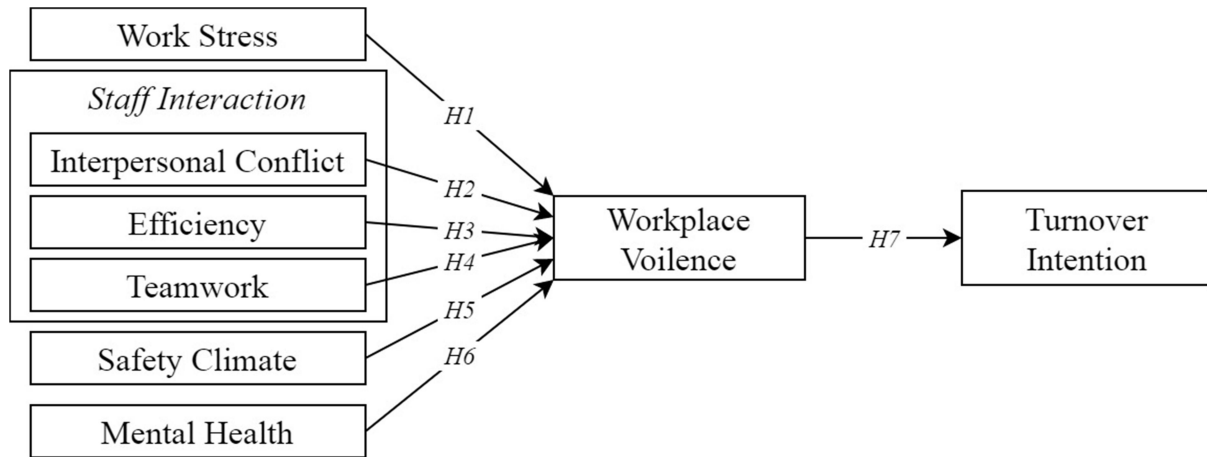 Work Stress
Staff Interaction
Interpersonal Conflict
Efficiency
Teamwork
Safety Climate
Mental Health
H1
H2
H3
H4
H5
H6
Workplace
Voilence
H7
Turnover
Intention